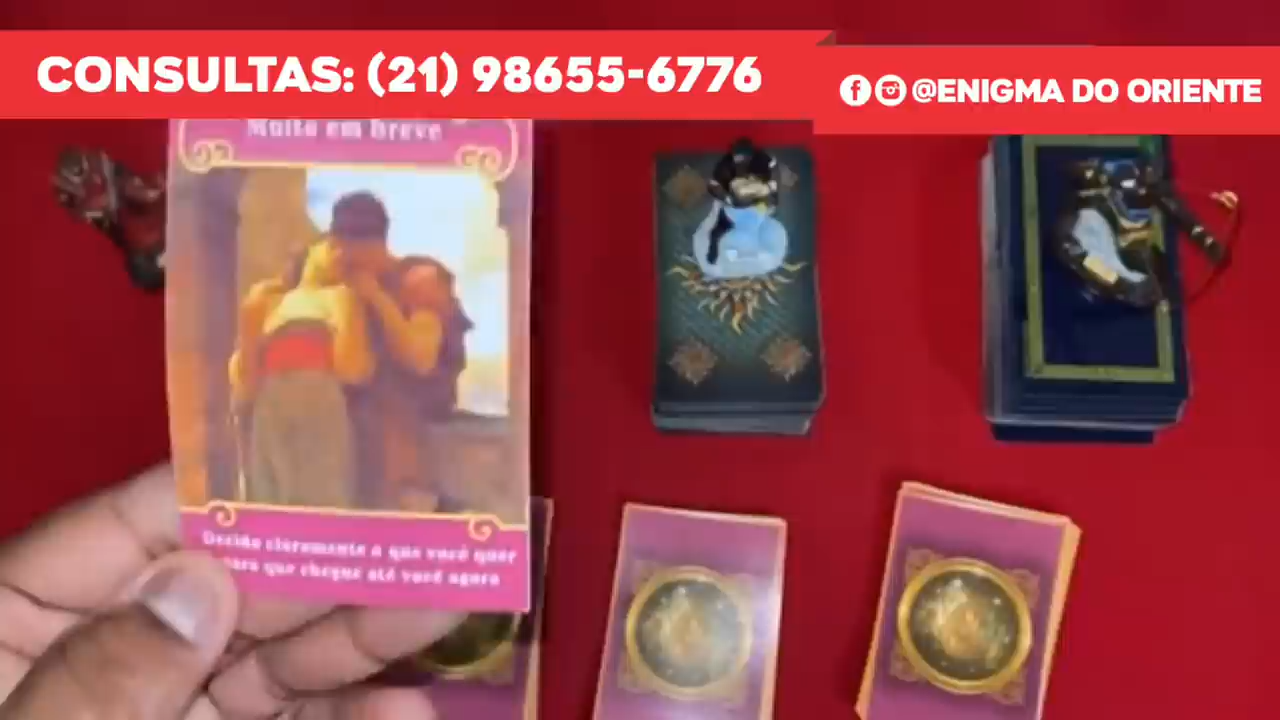 CONSULTAS: (21) 98655-6776
@ENIGMA DO ORIENTE
Muito em breve
Decida claramente o que você quer
para que chegue até você agora